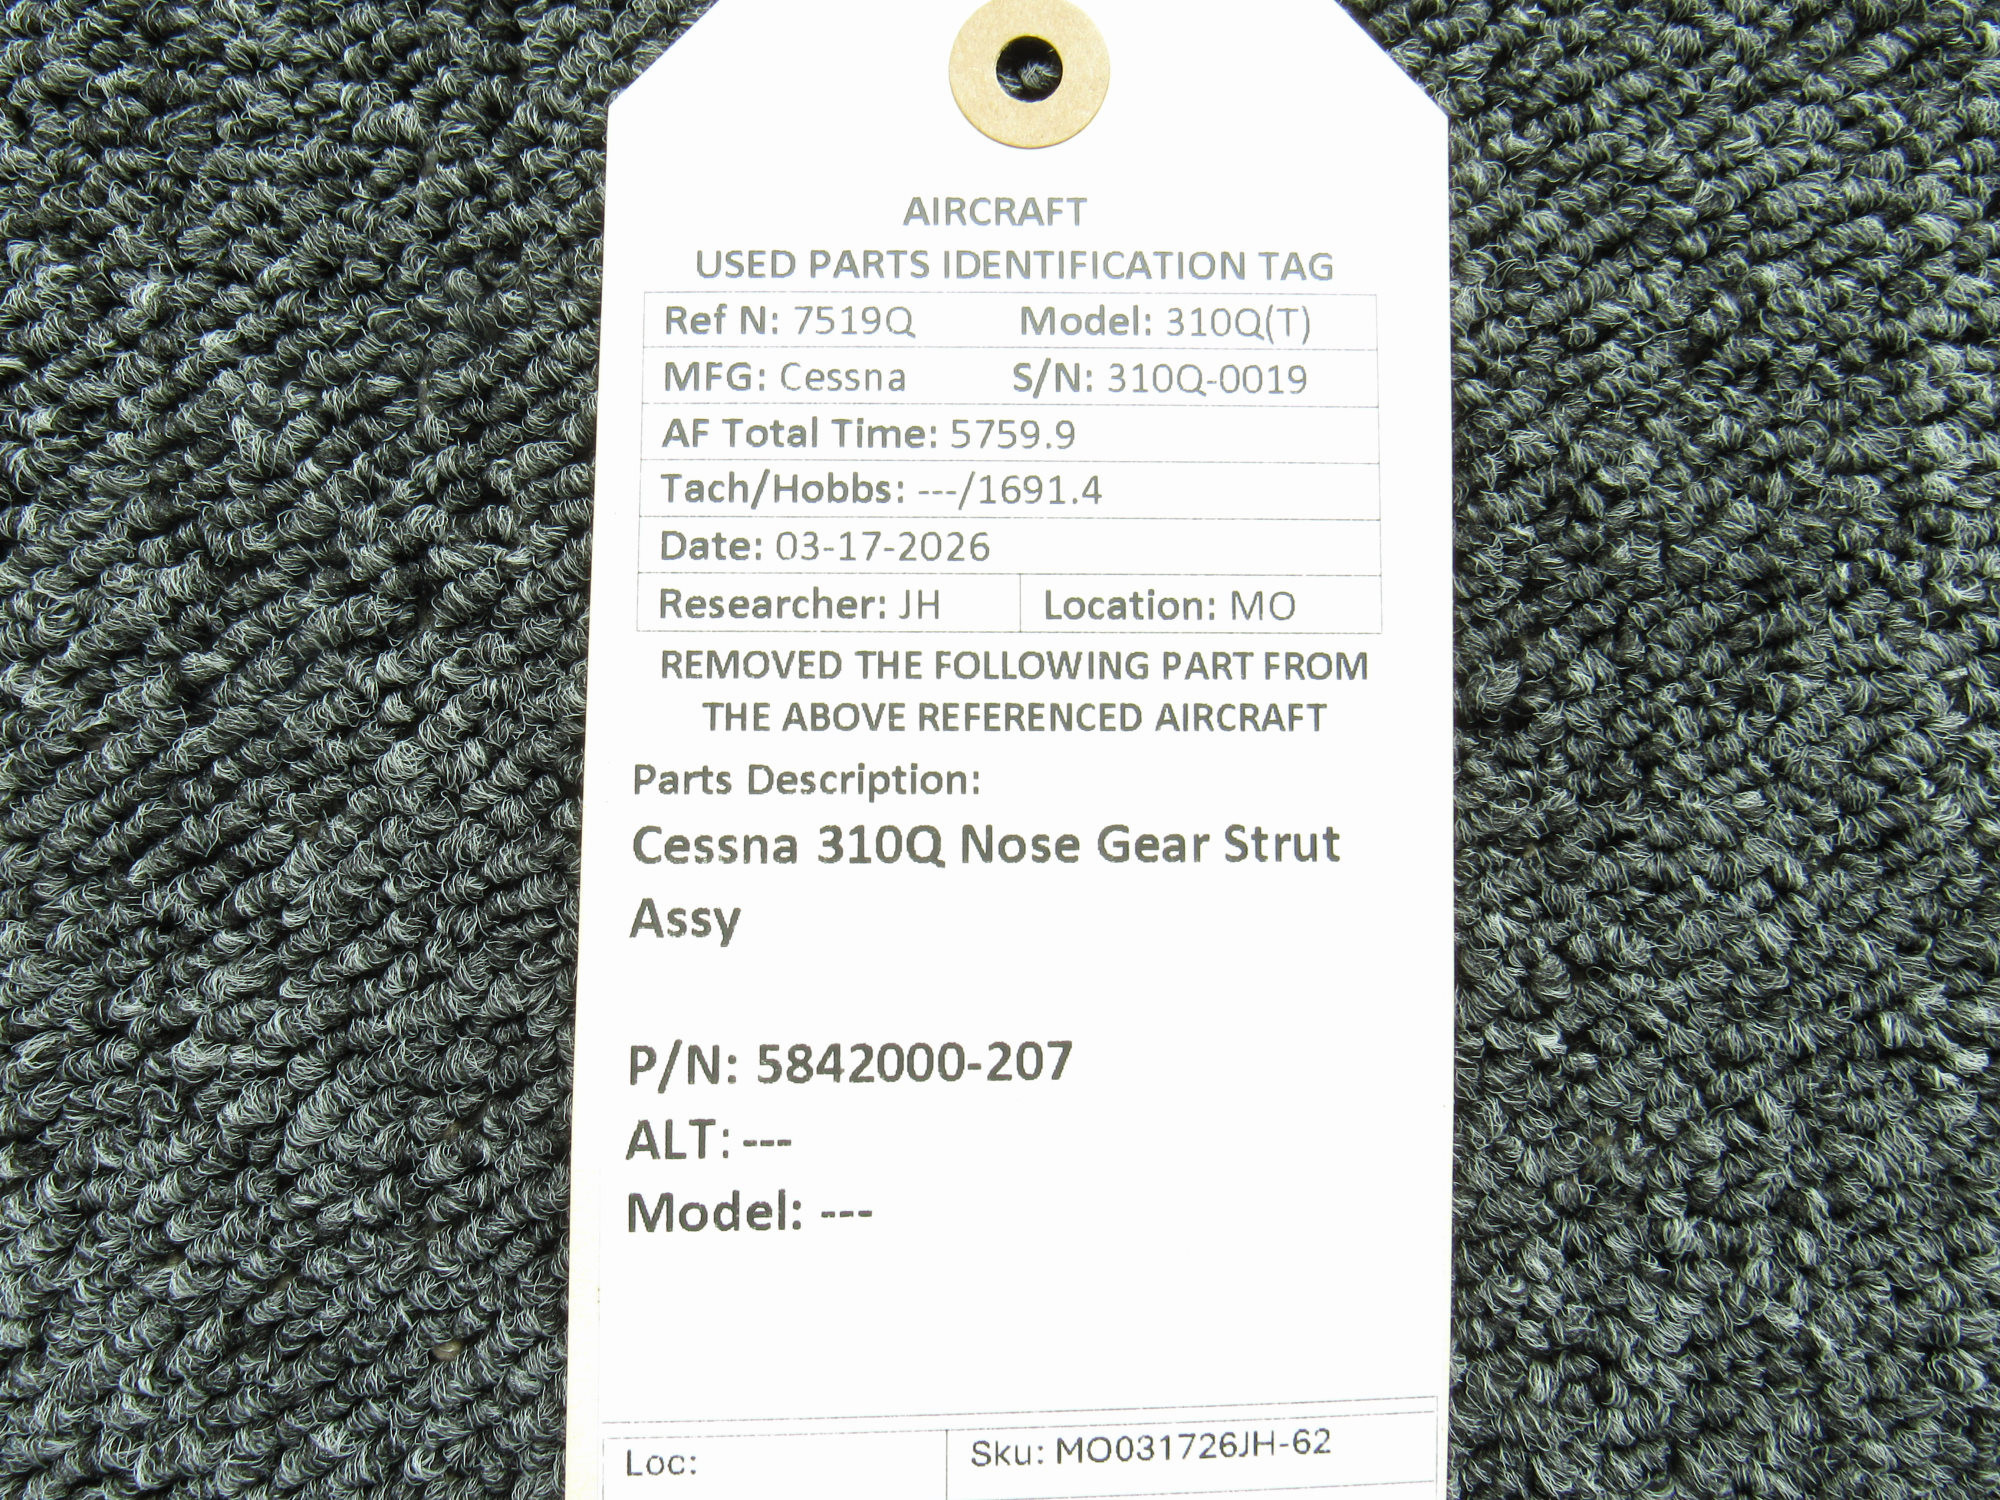 AIRCRAFT
USED PARTS IDENTIFICATION TAG
Ref N: 7519Q Model: 310Q(T)
MFG: Cessna S/N: 310Q-0019
AF Total Time: 5759.9
Tach/Hobbs: ---/1691.4
Date: 03-17-2026
Researcher: JH Location: MO
REMOVED THE FOLLOWING PART FROM
THE ABOVE REFERENCED AIRCRAFT
Parts Description:
Cessna 310Q Nose Gear Strut
Assy
P/N: 5842000-207
ALT: ---
Model: ---
Loc: Sku: MO031726JH-62